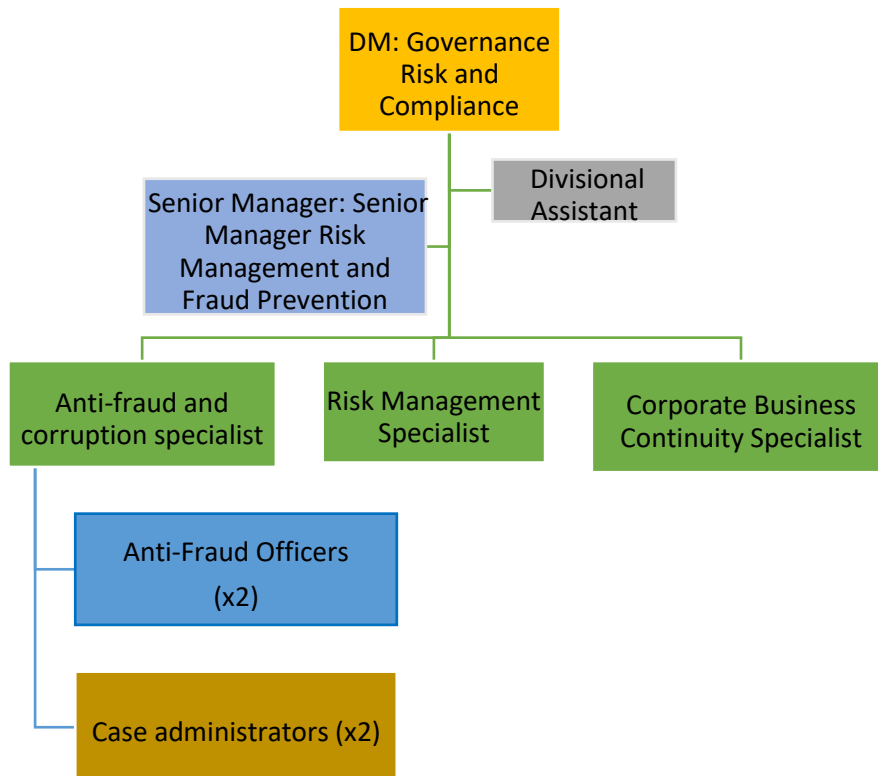 DM: Governance
Risk and
Compliance
Divisional
Assistant
Senior Manager: Senior
Manager Risk
Management and
Fraud Prevention
Anti-fraud and
corruption specialist
Risk Management
Specialist
Corporate Business
Continuity Specialist
Anti-Fraud Officers
(x2)
Case administrators (x2)